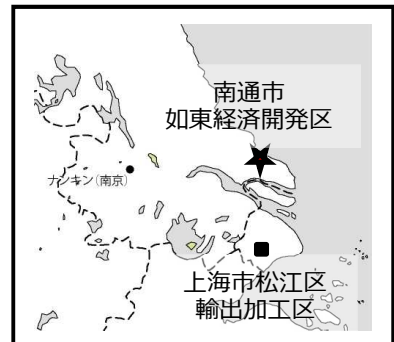 南通市
如東経済開発区
ナンキン(南京)
上海市松江区
輸出加工区